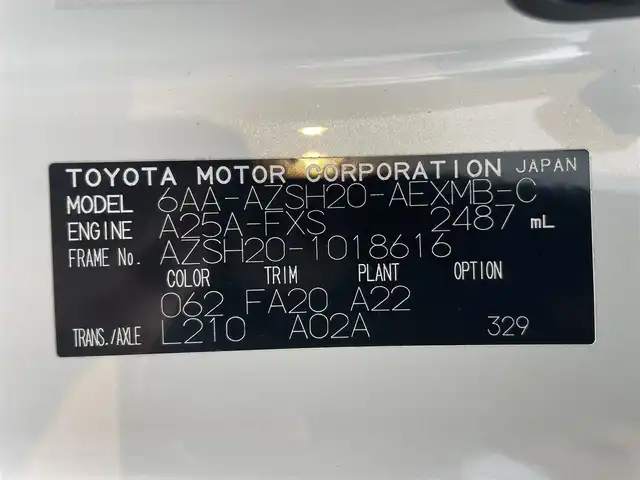 TOYOTA MOTOR CORPORATION JAPAN
MODEL 6AA-AZSH20-AEXMB-C
ENGINE A25A-FXS 2487 mL
FRAME No. AZSH20-1018616
COLOR TRIM PLANT OPTION
062 FA20 A22
TRANS./AXLE L210 A02A 329